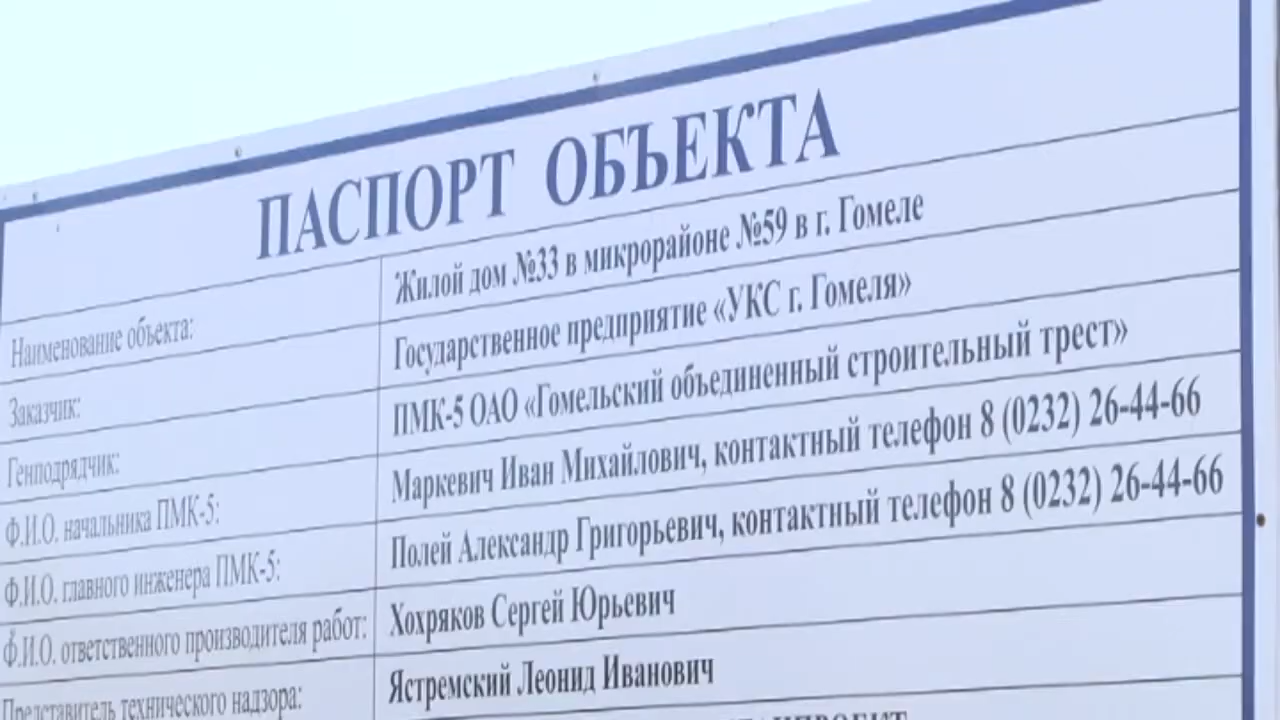 ПАСПОРТ ОБЪЕКТА
Наименование объекта: Жилой дом №33 в микрорайоне №59 в г. Гомеле
Заказчик: Государственное предприятие «УКС г. Гомеля»
Генподрядчик: ПМК-5 ОАО «Гомельский объединенный строительный трест»
Ф.И.О. начальника ПМК-5: Маркевич Иван Михайлович, контактный телефон 8 (0232) 26-44-66
Ф.И.О. главного инженера ПМК-5: Полей Александр Григорьевич, контактный телефон 8 (0232) 26-44-66
Ф.И.О. ответственного производителя работ: Хохряков Сергей Юрьевич
Представитель технического надзора: Ястремский Леонид Иванович